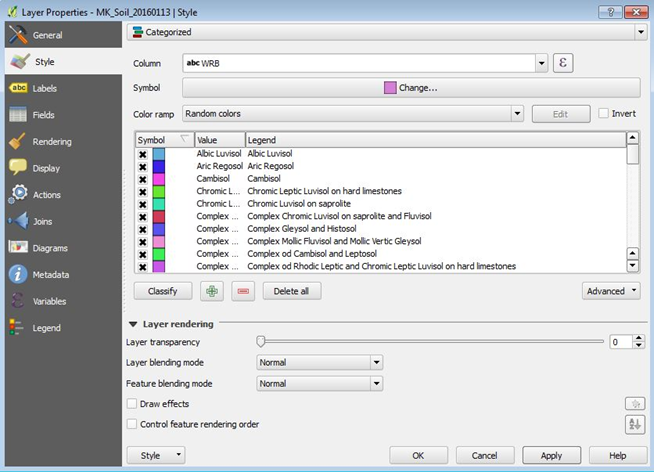 Layer Properties - MK_Soil_20160113 | Style
General
Style
Labels
Fields
Rendering
Display
Actions
Joins
Diagrams
Metadata
Variables
Legend
Categorized
Column abc WRB ε
Symbol Change...
Color ramp Random colors Edit Invert
Symbol Value Legend
Albic Luvisol Albic Luvisol
Aric Regosol Aric Regosol
Cambisol Cambisol
Chromic L... Chromic Leptic Luvisol on hard limestones
Chromic L... Chromic Luvisol on saprolite
Complex ... Complex Chromic Luvisol on saprolite and Fluvisol
Complex ... Complex Gleysol and Histosol
Complex ... Complex Mollic Fluvisol and Mollic Vertic Gleysol
Complex ... Complex od Cambisol and Leptosol
Complex ... Complex od Rhodic Leptic and Chromic Leptic Luvisol on hard limestones
Classify Delete all Advanced
Layer rendering
Layer transparency 0
Layer blending mode Normal
Feature blending mode Normal
Draw effects
Control feature rendering order
Style OK Cancel Apply Help